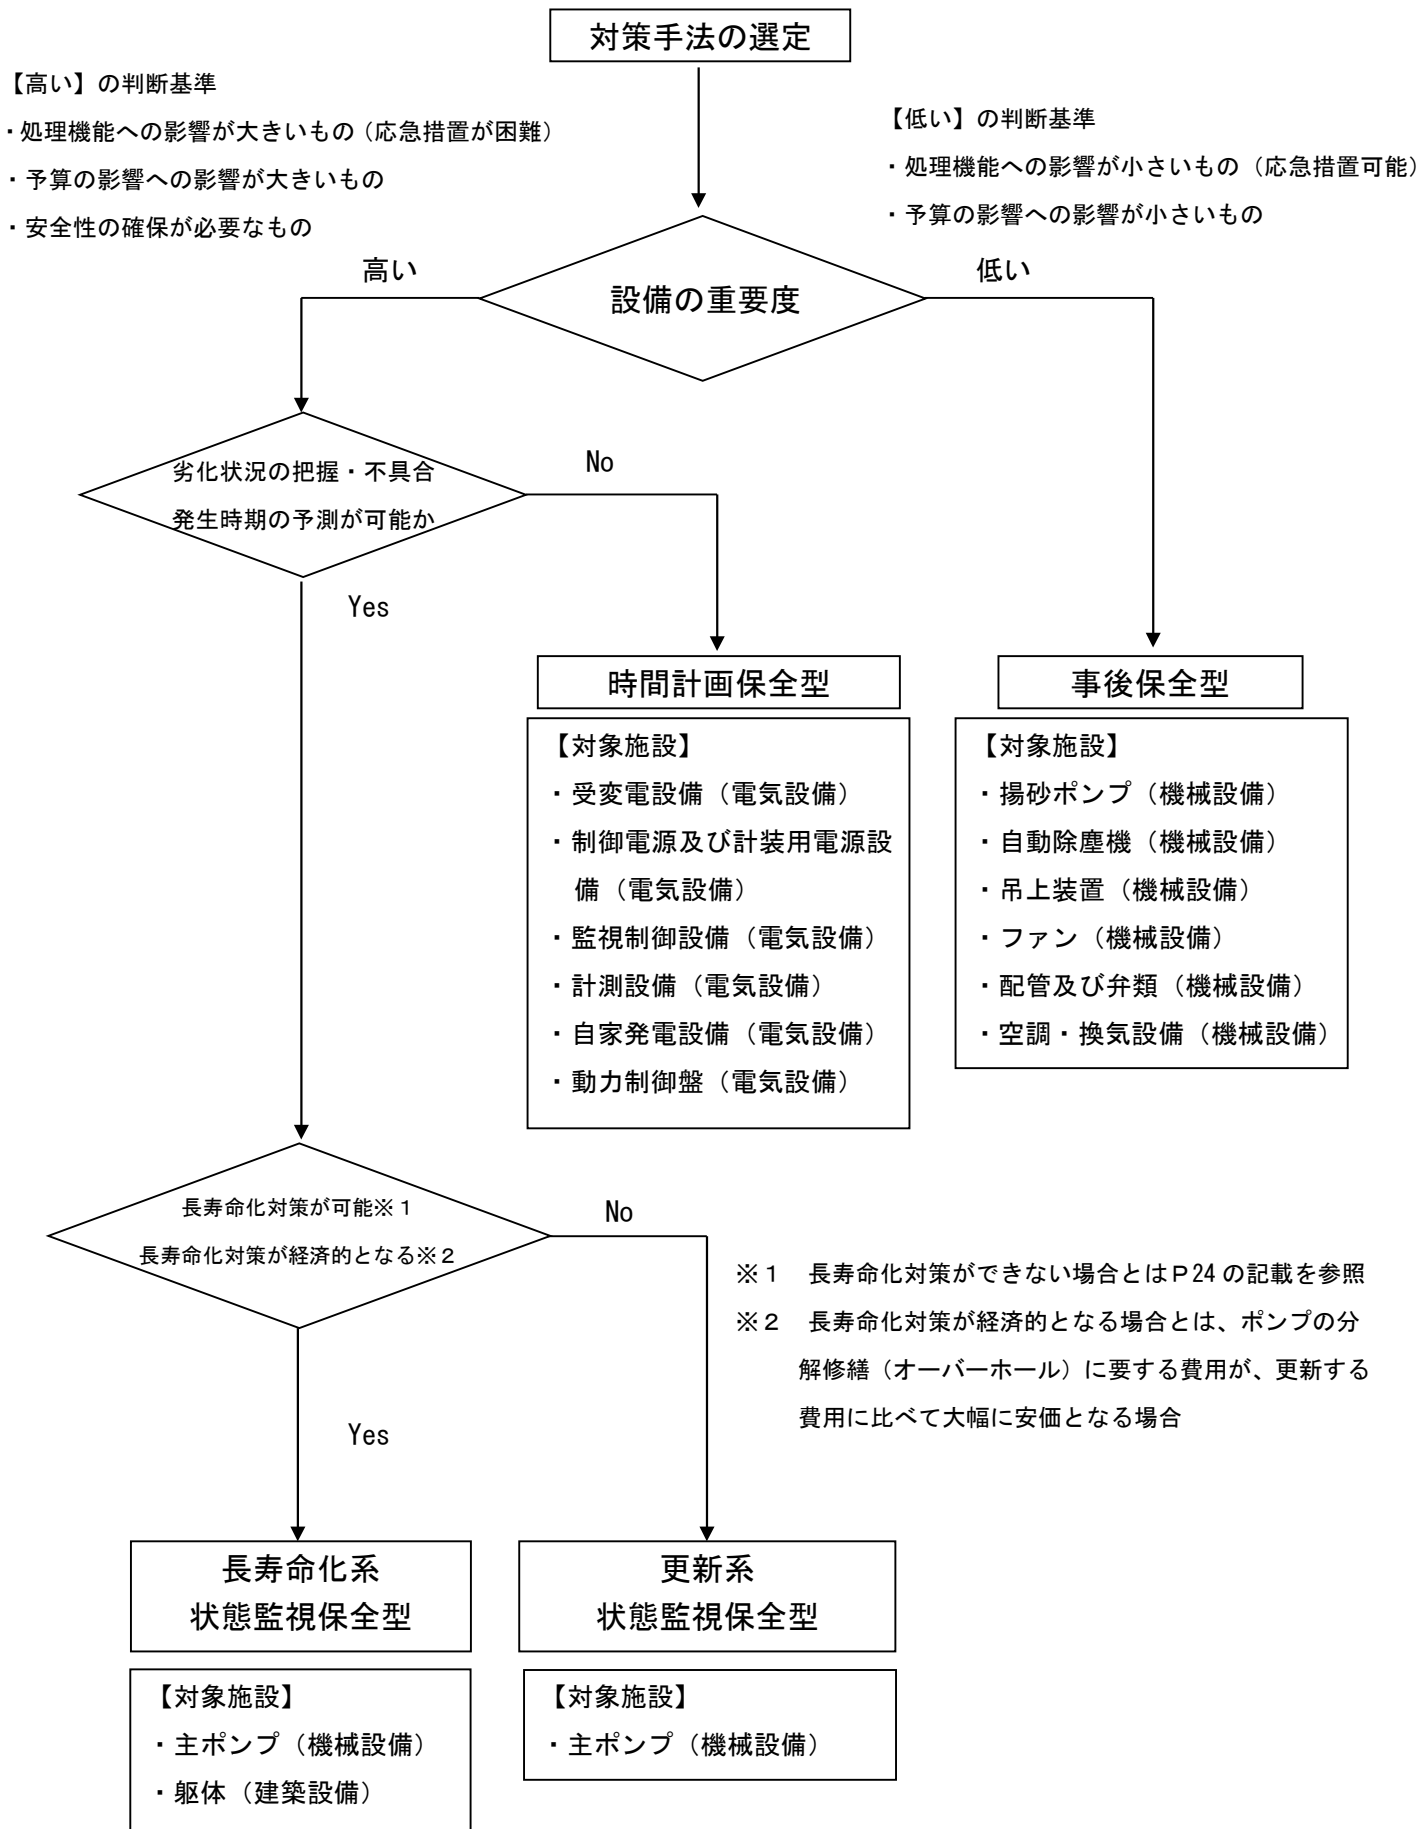 対策手法の選定
【高い】の判断基準
・処理機能への影響が大きいもの（応急措置が困難）
・予算の影響への影響が大きいもの
・安全性の確保が必要なもの
【低い】の判断基準
・処理機能への影響が小さいもの（応急措置可能）
・予算の影響への影響が小さいもの
高い
低い
設備の重要度
劣化状況の把握・不具合
発生時期の予測が可能か
No
Yes
時間計画保全型
【対象施設】
・受変電設備（電気設備）
・制御電源及び計装用電源設
備（電気設備）
・監視制御設備（電気設備）
・計測設備（電気設備）
・自家発電設備（電気設備）
・動力制御盤（電気設備）
事後保全型
【対象施設】
・揚砂ポンプ（機械設備）
・自動除塵機（機械設備）
・吊上装置（機械設備）
・ファン（機械設備）
・配管及び弁類（機械設備）
・空調・換気設備（機械設備）
長寿命化対策が可能※１
長寿命化対策が経済的となる※２
No
Yes
※１　長寿命化対策ができない場合とはＰ24の記載を参照
※２　長寿命化対策が経済的となる場合とは、ポンプの分
解修繕（オーバーホール）に要する費用が、更新する
費用に比べて大幅に安価となる場合
長寿命化系
状態監視保全型
【対象施設】
・主ポンプ（機械設備）
・躯体（建築設備）
更新系
状態監視保全型
【対象施設】
・主ポンプ（機械設備）